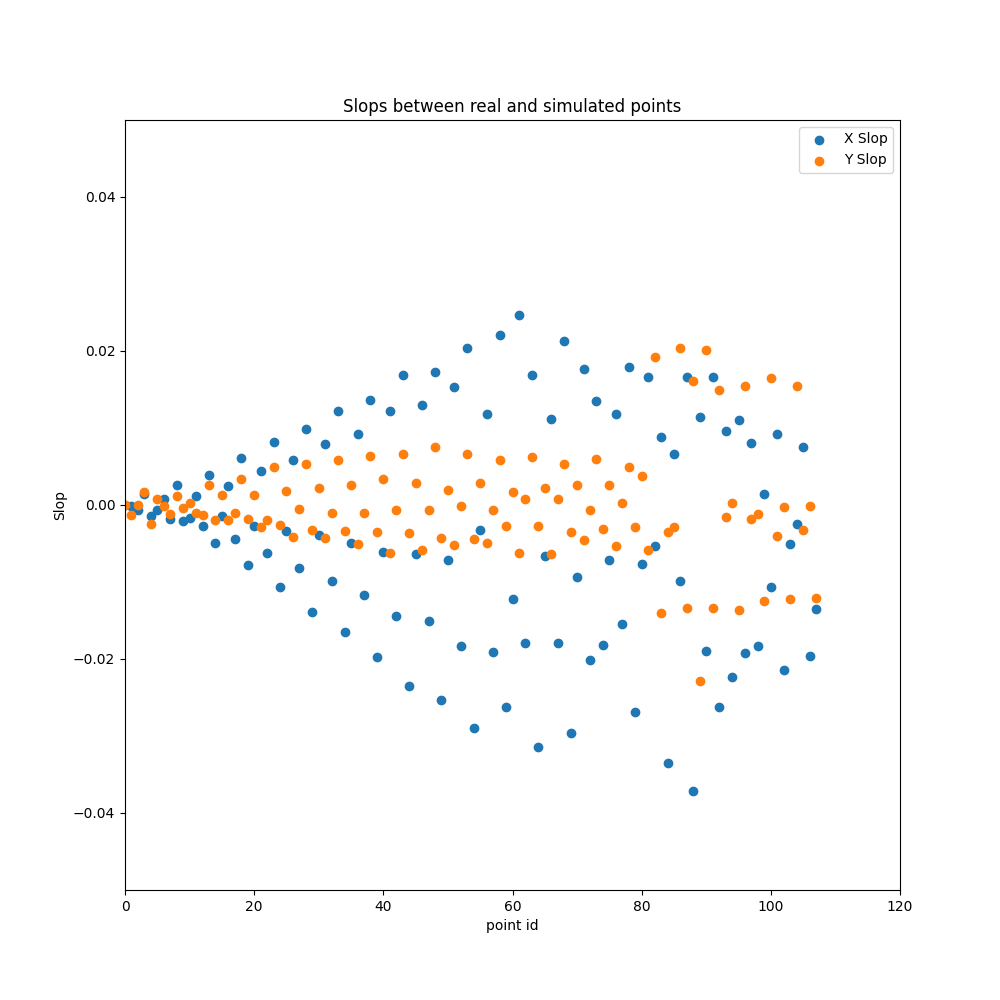 Slops between real and simulated points
X Slop
Y Slop
0.04
0.02
0.00
−0.02
−0.04
Slop
0 20 40 60 80 100 120
point id